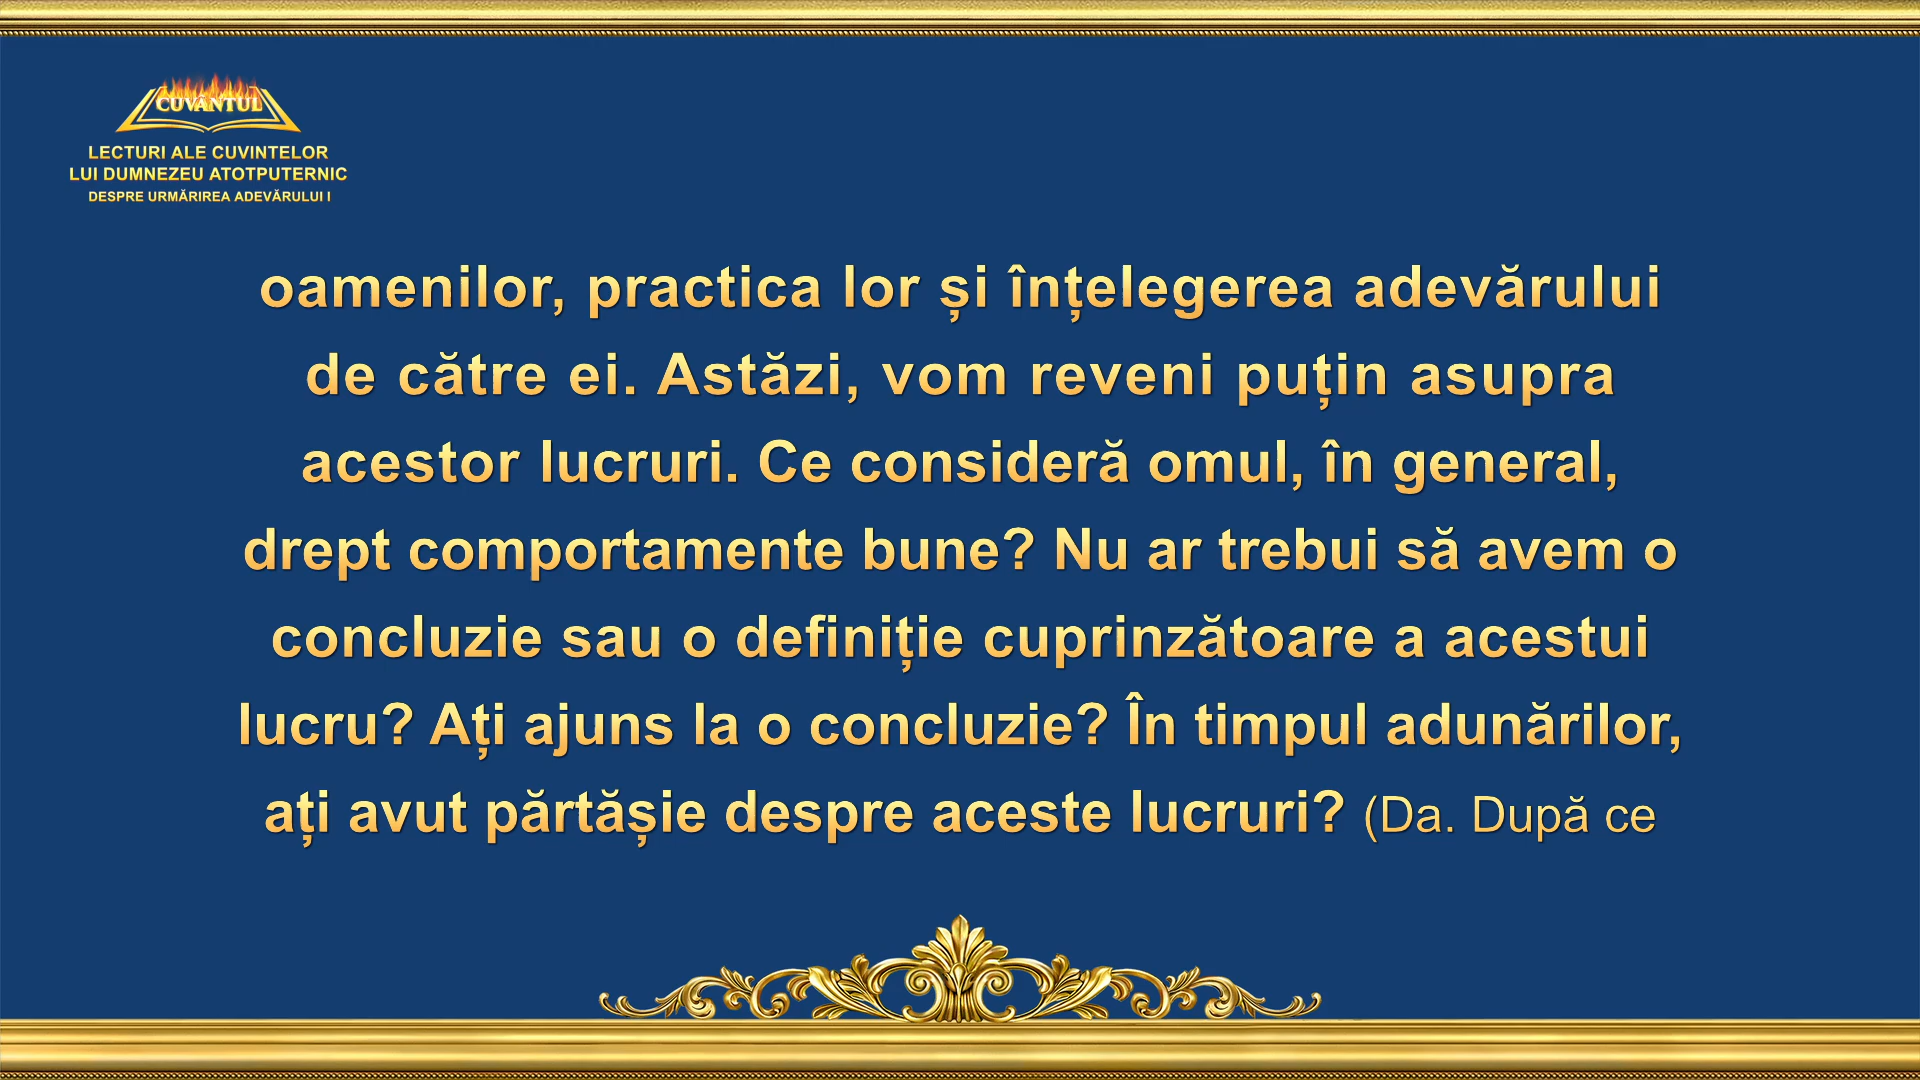 CUVÂNTUL
LECTURI ALE CUVINTELOR
LUI DUMNEZEU ATOTPUTERNIC
DESPRE URMĂRIREA ADEVĂRULUI I
oamenilor, practica lor și înțelegerea adevărului
de către ei. Astăzi, vom reveni puțin asupra
acestor lucruri. Ce consideră omul, în general,
drept comportamente bune? Nu ar trebui să avem o
concluzie sau o definiție cuprinzătoare a acestui
lucru? Ați ajuns la o concluzie? În timpul adunărilor,
ați avut părtășie despre aceste lucruri? (Da. După ce